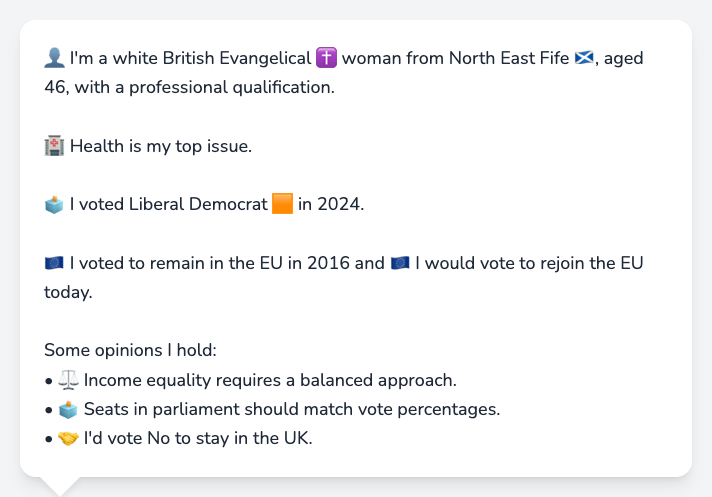 👤 I'm a white British Evangelical ✝️ woman from North East Fife 🏴󠁧󠁢󠁳󠁣󠁴󠁿, aged
46, with a professional qualification.
🏥 Health is my top issue.
🗳️ I voted Liberal Democrat 🟧 in 2024.
🇪🇺 I voted to remain in the EU in 2016 and 🇪🇺 I would vote to rejoin the EU
today.
Some opinions I hold:
• ⚖️ Income equality requires a balanced approach.
• 🗳️ Seats in parliament should match vote percentages.
• 🤝 I'd vote No to stay in the UK.